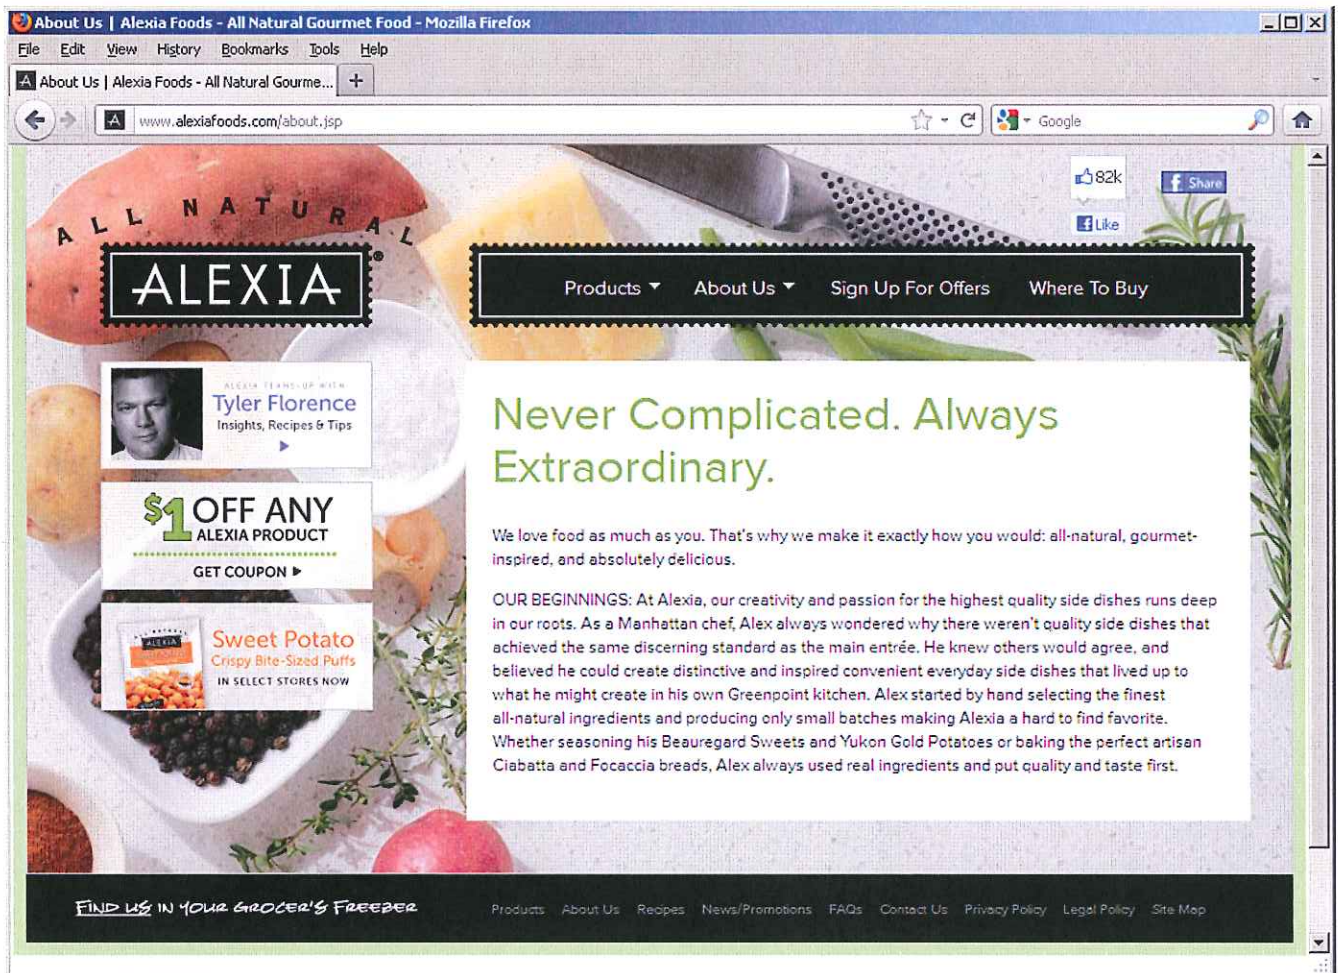 About Us | Alexia Foods - All Natural Gourmet Food - Mozilla Firefox
File Edit View History Bookmarks Tools Help
About Us | Alexia Foods - All Natural Gourme...
www.alexiafoods.com/about.jsp
Google
82k
Share
Like
ALL NATURAL
ALEXIA®
Products About Us Sign Up For Offers Where To Buy
ALEXIA TEAMS-UP WITH
Tyler Florence
Insights, Recipes & Tips
$1 OFF ANY
ALEXIA PRODUCT
GET COUPON
ALL NATURAL
ALEXIA
Sweet Potato
Crispy Bite-Sized Puffs
IN SELECT STORES NOW
Never Complicated. Always
Extraordinary.
We love food as much as you. That's why we make it exactly how you would: all-natural, gourmet-
inspired, and absolutely delicious.
OUR BEGINNINGS: At Alexia, our creativity and passion for the highest quality side dishes runs deep
in our roots. As a Manhattan chef, Alex always wondered why there weren't quality side dishes that
achieved the same discerning standard as the main entrée. He knew others would agree, and
believed he could create distinctive and inspired convenient everyday side dishes that lived up to
what he might create in his own Greenpoint kitchen. Alex started by hand selecting the finest
all-natural ingredients and producing only small batches making Alexia a hard to find favorite.
Whether seasoning his Beauregard Sweets and Yukon Gold Potatoes or baking the perfect artisan
Ciabatta and Focaccia breads, Alex always used real ingredients and put quality and taste first.
FIND US IN YOUR GROCER'S FREEZER
Products About Us Recipes News/Promotions FAQs Contact Us Privacy Policy Legal Policy Site Map